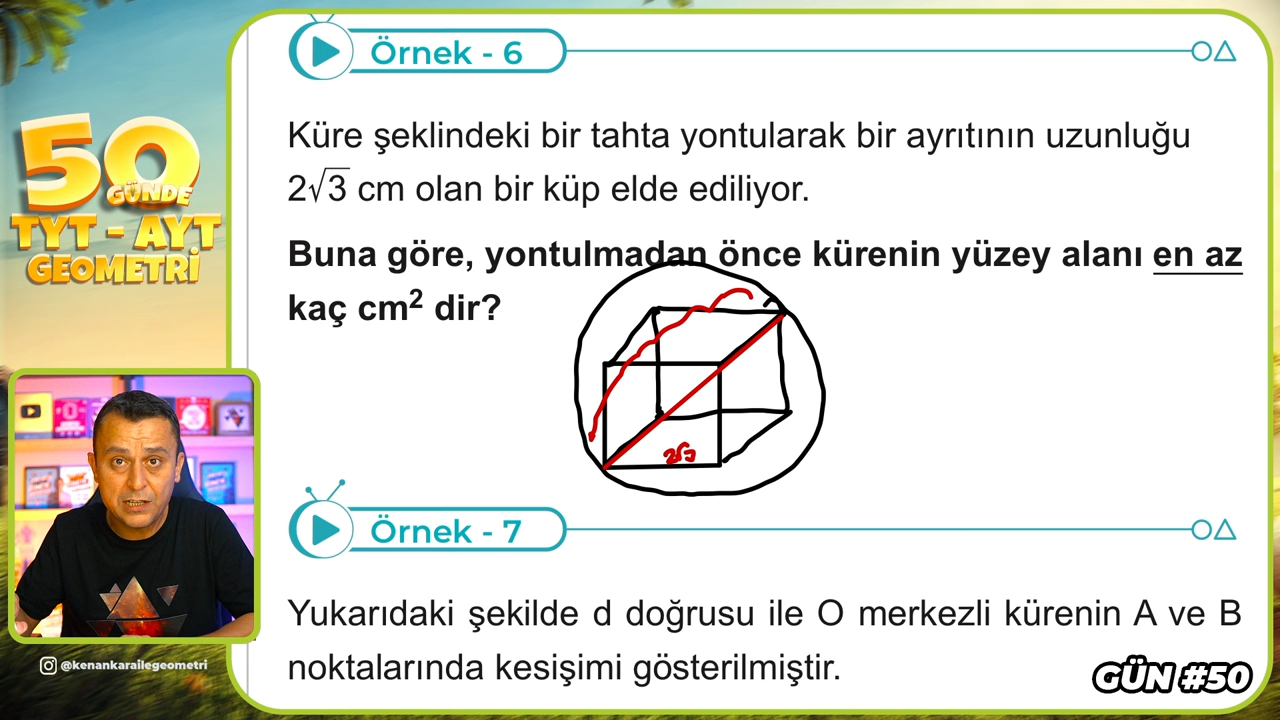 50
GÜNDE
TYT - AYT
GEOMETRİ
Örnek - 6
Küre şeklindeki bir tahta yontularak bir ayrıtının uzunluğu
2√3 cm olan bir küp elde ediliyor.
Buna göre, yontulmadan önce kürenin yüzey alanı en az
kaç cm² dir?
2√3
Örnek - 7
Yukarıdaki şekilde d doğrusu ile O merkezli kürenin A ve B
noktalarında kesişimi gösterilmiştir.
@kenankarailegeometri
GÜN #50